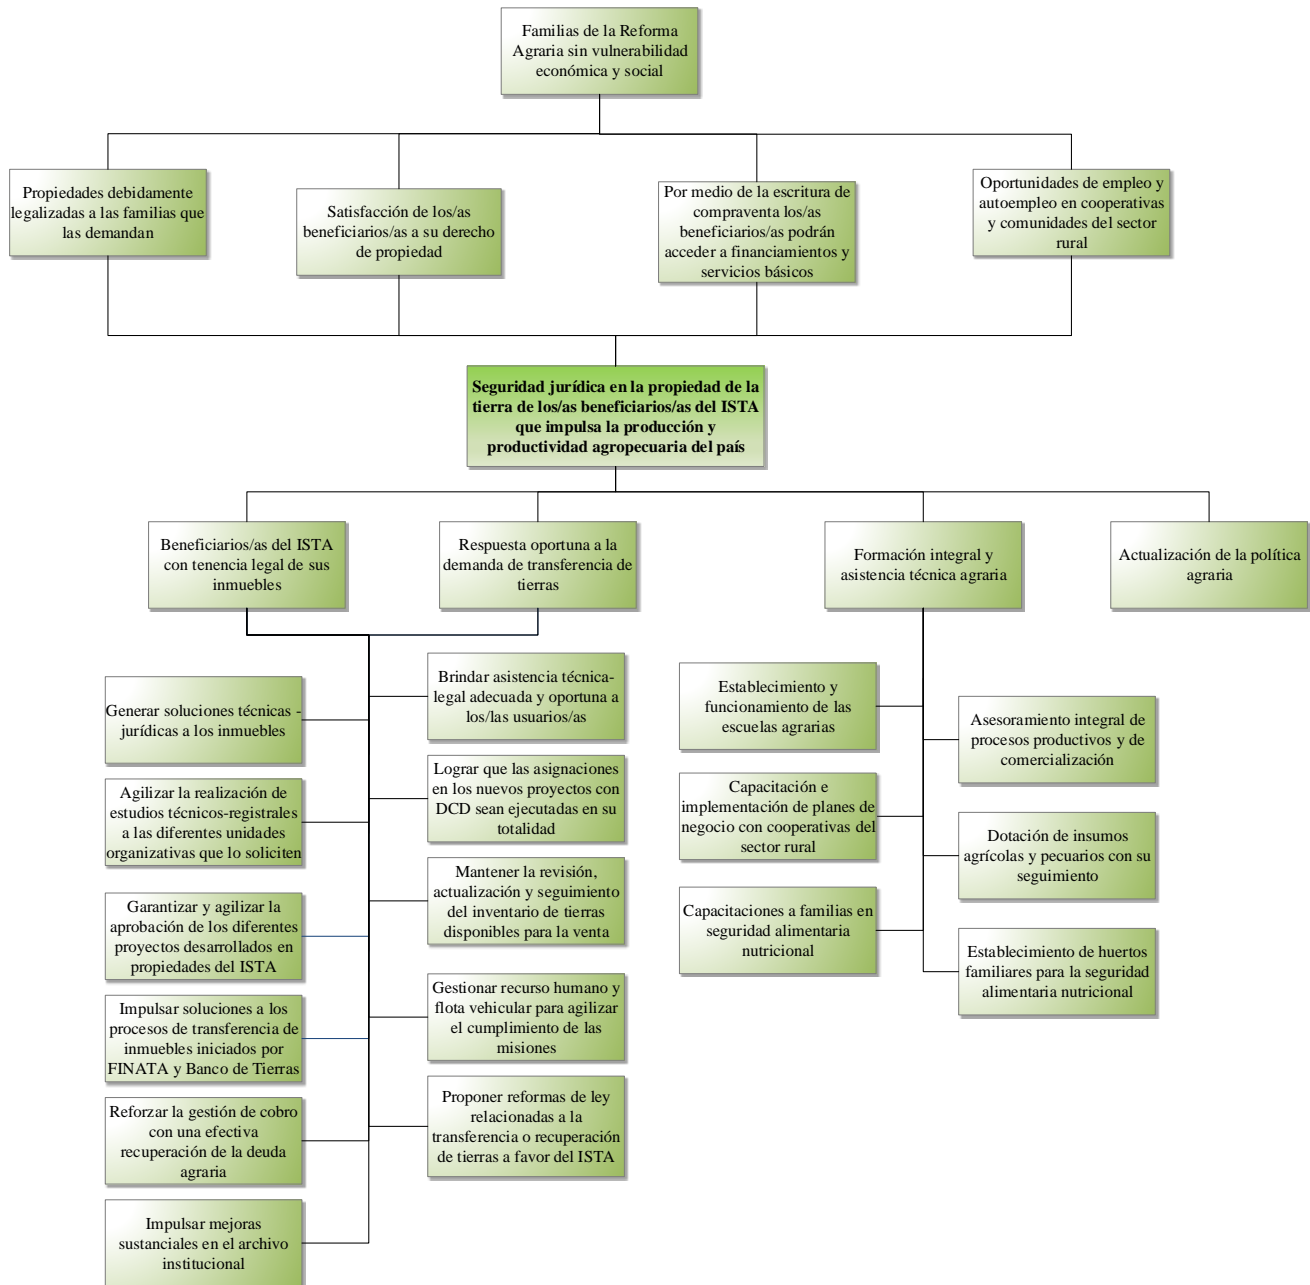 Familias de la Reforma
Agraria sin vulnerabilidad
económica y social
Propiedades debidamente
legalizadas a las familias que
las demandan
Satisfacción de los/as
beneficiarios/as a su derecho
de propiedad
Por medio de la escritura de
compraventa los/as
beneficiarios/as podrán
acceder a financiamientos y
servicios básicos
Oportunidades de empleo y
autoempleo en cooperativas
y comunidades del sector
rural
Seguridad jurídica en la propiedad de la
tierra de los/as beneficiarios/as del ISTA
que impulsa la producción y
productividad agropecuaria del país
Beneficiarios/as del ISTA
con tenencia legal de sus
inmuebles
Respuesta oportuna a la
demanda de transferencia de
tierras
Formación integral y
asistencia técnica agraria
Actualización de la política
agraria
Generar soluciones técnicas -
jurídicas a los inmuebles
Agilizar la realización de
estudios técnicos-registrales
a las diferentes unidades
organizativas que lo soliciten
Garantizar y agilizar la
aprobación de los diferentes
proyectos desarrollados en
propiedades del ISTA
Impulsar soluciones a los
procesos de transferencia de
inmuebles iniciados por
FINATA y Banco de Tierras
Reforzar la gestión de cobro
con una efectiva
recuperación de la deuda
agraria
Impulsar mejoras
sustanciales en el archivo
institucional
Brindar asistencia técnica-
legal adecuada y oportuna a
los/las usuarios/as
Lograr que las asignaciones
en los nuevos proyectos con
DCD sean ejecutadas en su
totalidad
Mantener la revisión,
actualización y seguimiento
del inventario de tierras
disponibles para la venta
Gestionar recurso humano y
flota vehicular para agilizar
el cumplimiento de las
misiones
Proponer reformas de ley
relacionadas a la
transferencia o recuperación
de tierras a favor del ISTA
Establecimiento y
funcionamiento de las
escuelas agrarias
Capacitación e
implementación de planes de
negocio con cooperativas del
sector rural
Capacitaciones a familias en
seguridad alimentaria
nutricional
Asesoramiento integral de
procesos productivos y de
comercialización
Dotación de insumos
agrícolas y pecuarios con su
seguimiento
Establecimiento de huertos
familiares para la seguridad
alimentaria nutricional